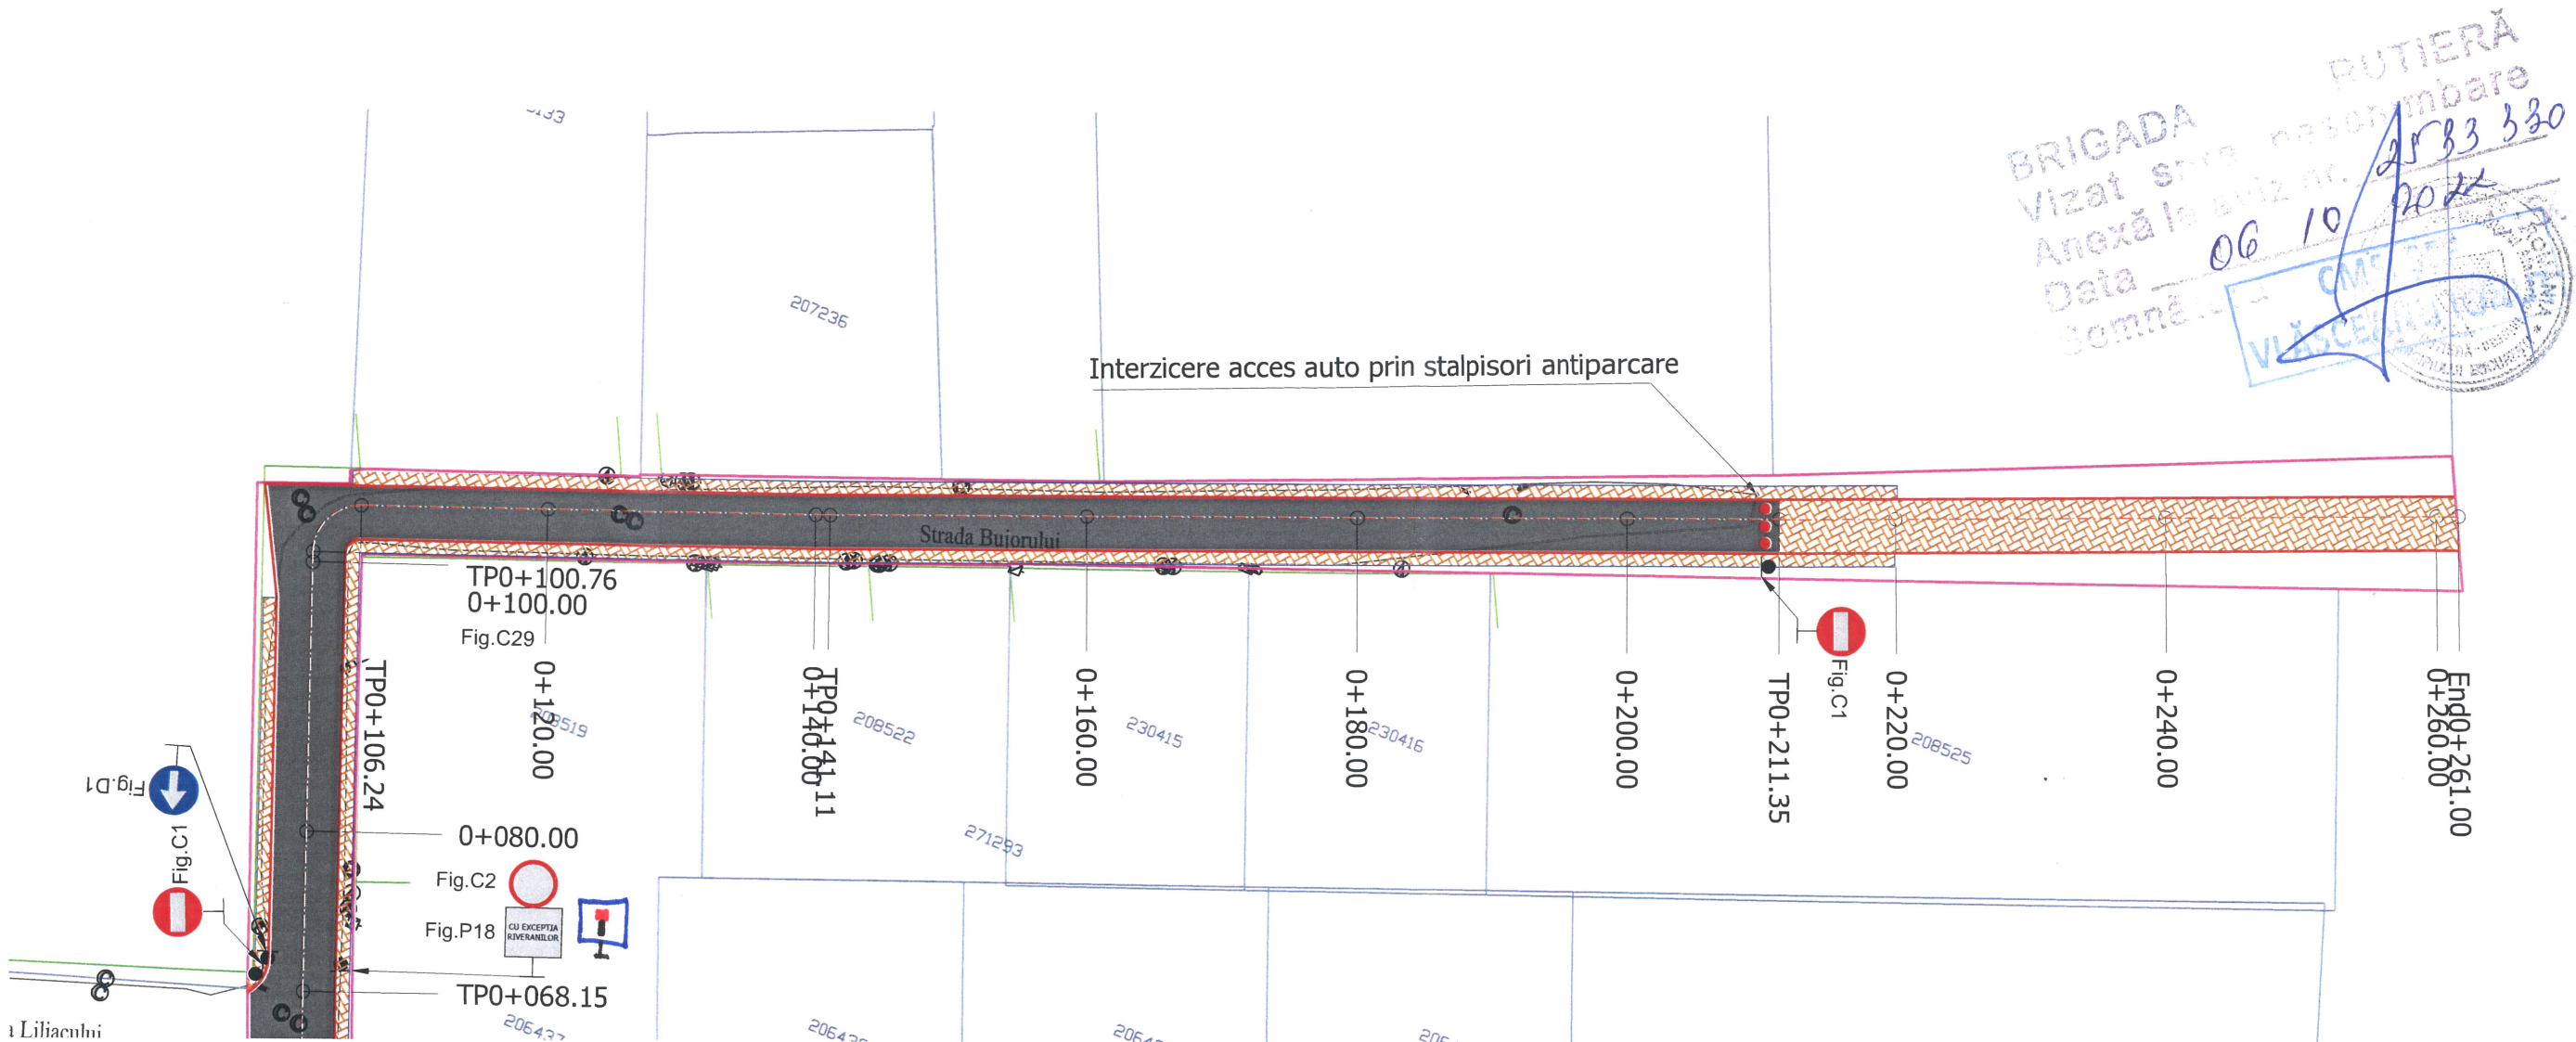 BRIGADA RUTIERĂ
Vizat spre neschimbare
Anexă la aviz nr. 2533 330
Data 06 10
207236
Interzicere acces auto prin stalpisori antiparcare
Strada Buiorului
TP0+100.76
0+100.00
Fig.C29
TP0+106.24
0+120.00
0+140.00
TP0+141.11
0+160.00
0+180.00
0+200.00
TP0+211.35
Fig.C1
0+220.00
0+240.00
0+260.00
End0+261.00
208519
208522
230415
230416
208525
271293
Fig.D1
Fig.C1
0+080.00
Fig.C2
Fig.P18
CU EXCEPTIA
RIVERANILOR
TP0+068.15
Liliacului
206437